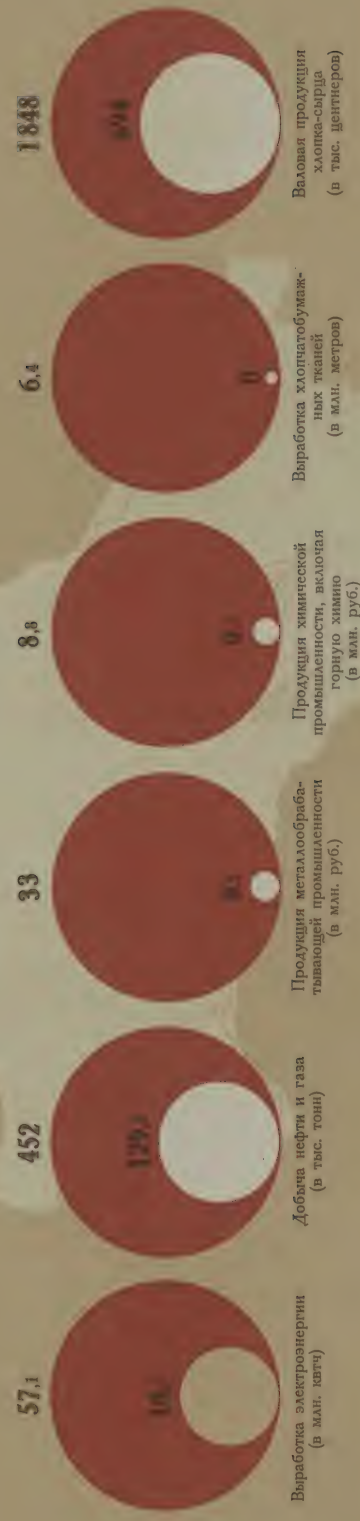 57,1
Выработка электроэнергии
(в млн. квтч)
452
Добыча нефти и газа
(в тыс. тонн)
33
Продукция металлообраба-
тывающей промышленности
(в млн. руб.)
8,8
Продукция химической
промышленности, включая
горную химию
(в млн. руб.)
6,4
0
Выработка хлопчатобумаж-
ных тканей
(в млн. метров)
1848
694
Валовая продукция
хлопка-сырца
(в тыс. центнеров)